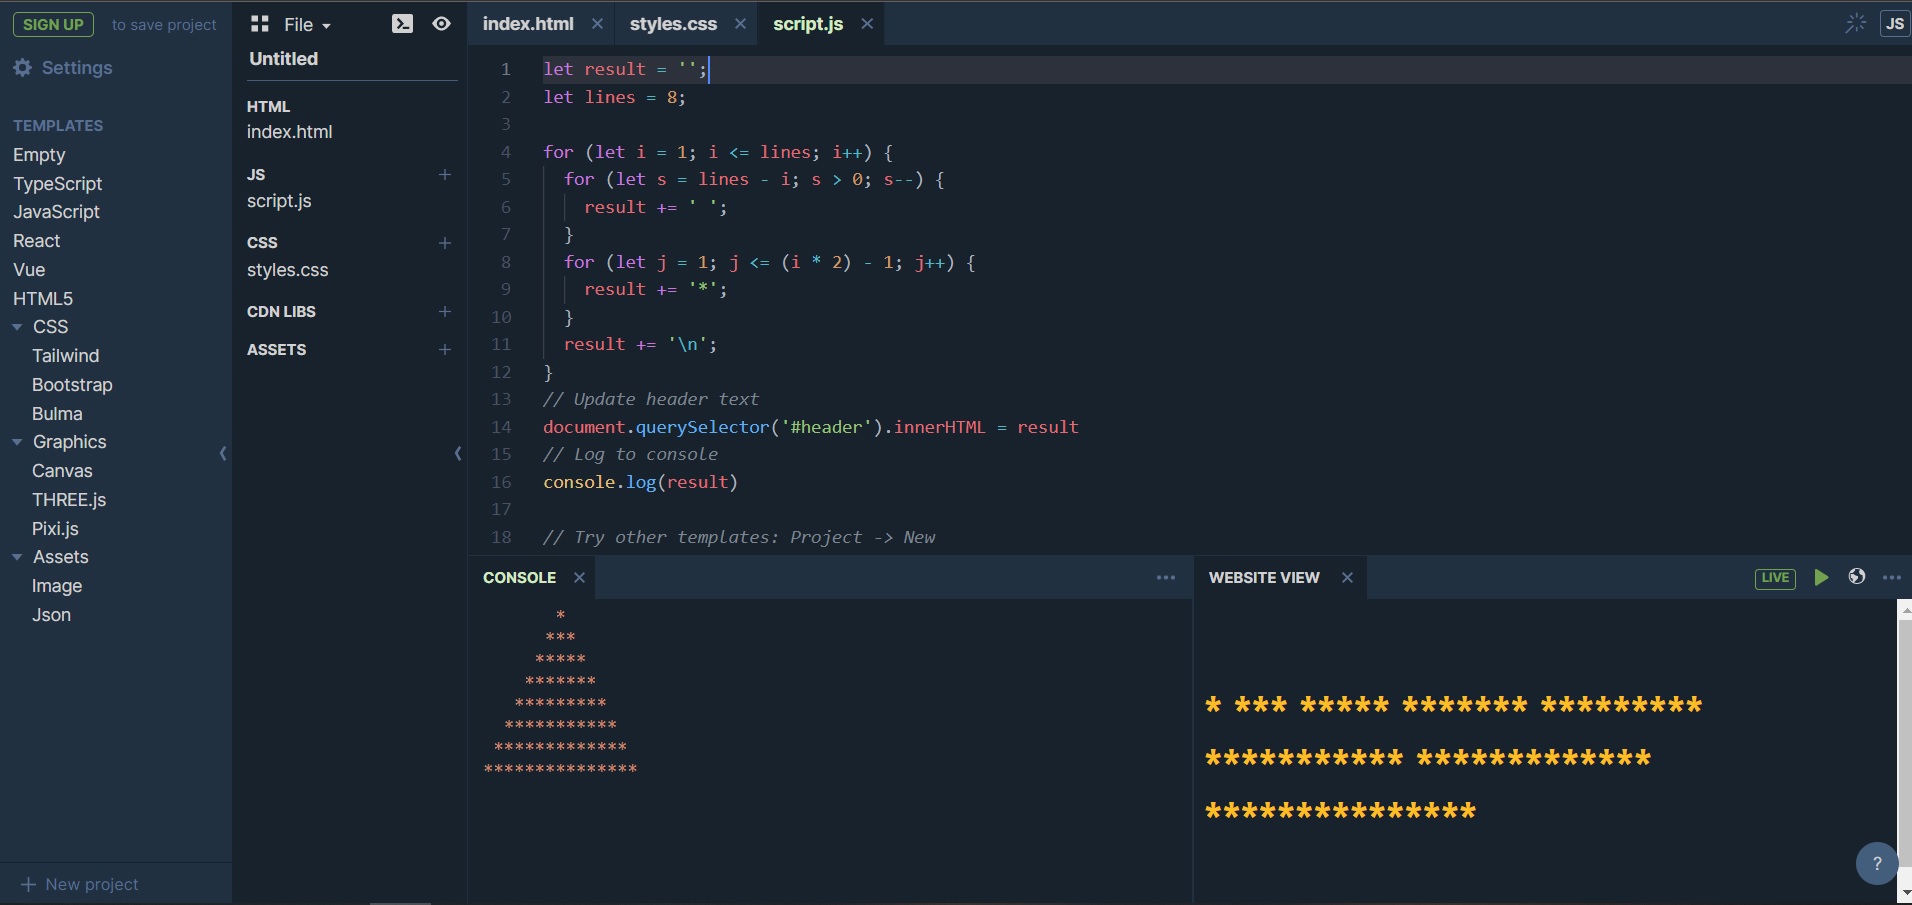 SIGN UP to save project
Settings
TEMPLATES
Empty
TypeScript
JavaScript
React
Vue
HTML5
CSS
Tailwind
Bootstrap
Bulma
Graphics
Canvas
THREE.js
Pixi.js
Assets
Image
Json
New project
File
Untitled
HTML
index.html
JS
script.js
CSS
styles.css
CDN LIBS
ASSETS
index.html styles.css script.js JS
1 let result = '';
2 let lines = 8;
3
4 for (let i = 1; i <= lines; i++) {
5 for (let s = lines - i; s > 0; s--) {
6 result += ' ';
7 }
8 for (let j = 1; j <= (i * 2) - 1; j++) {
9 result += '*';
10 }
11 result += '\n';
12 }
13 // Update header text
14 document.querySelector('#header').innerHTML = result
15 // Log to console
16 console.log(result)
17
18 // Try other templates: Project -> New
CONSOLE
*
***
*****
*******
*********
***********
*************
***************
WEBSITE VIEW LIVE
* *** ***** ******* *********
*********** *************
***************
?